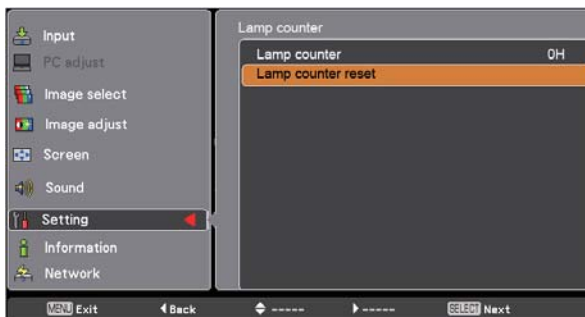 Input
PC adjust
Image select
Image adjust
Screen
Sound
Setting
Information
Network
Lamp counter
Lamp counter 0H
Lamp counter reset
MENU Exit ◀Back ◆ ----- ▶ ----- SELECT Next